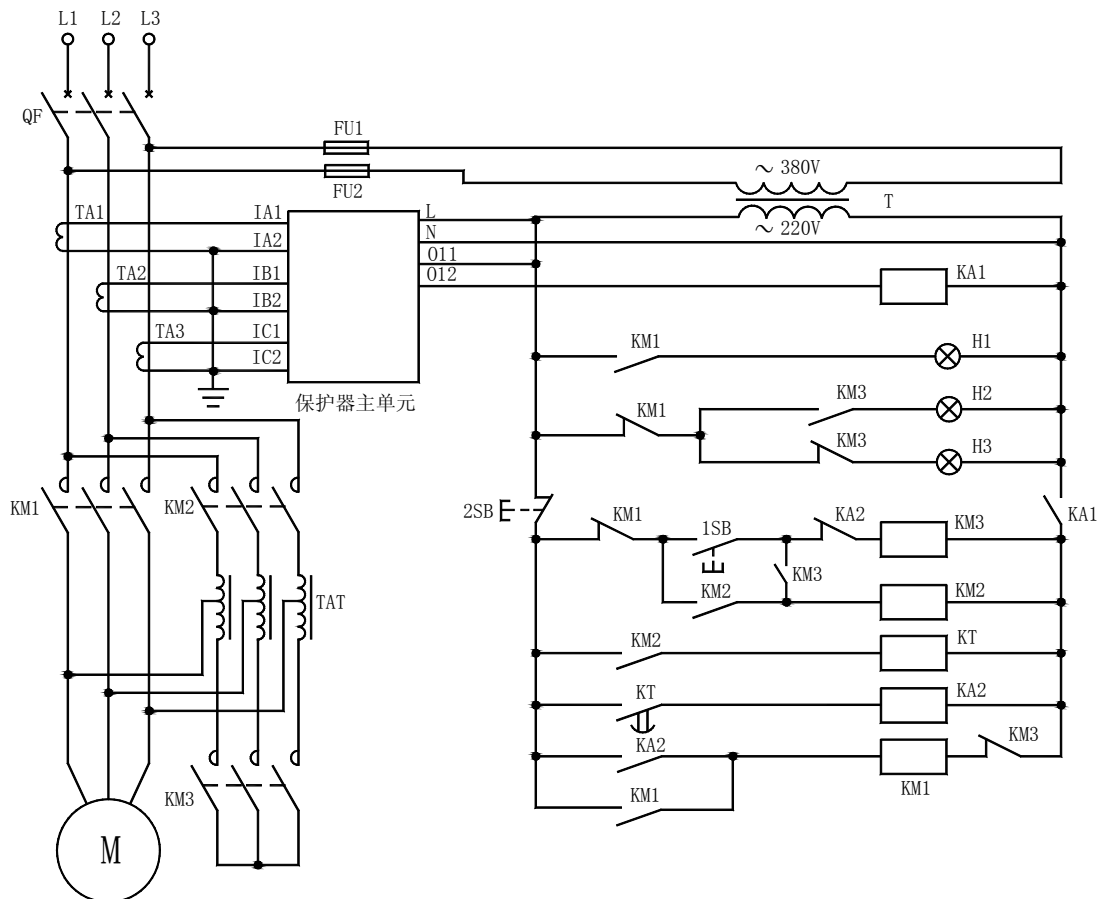 L1 L2 L3
QF
FU1
FU2
～380V
T
～220V
TA1
IA1
IA2
TA2
IB1
IB2
TA3
IC1
IC2
L
N
O11
O12
KA1
保护器主单元
KM1
H1
KM1
KM3
H2
KM3
H3
KM1
KM2
2SB
KM1
1SB
KA2
KM3
KA1
KM3
KM2
KM2
TAT
KM2
KT
KT
KA2
KA2
KM3
KM1
KM1
KM3
M